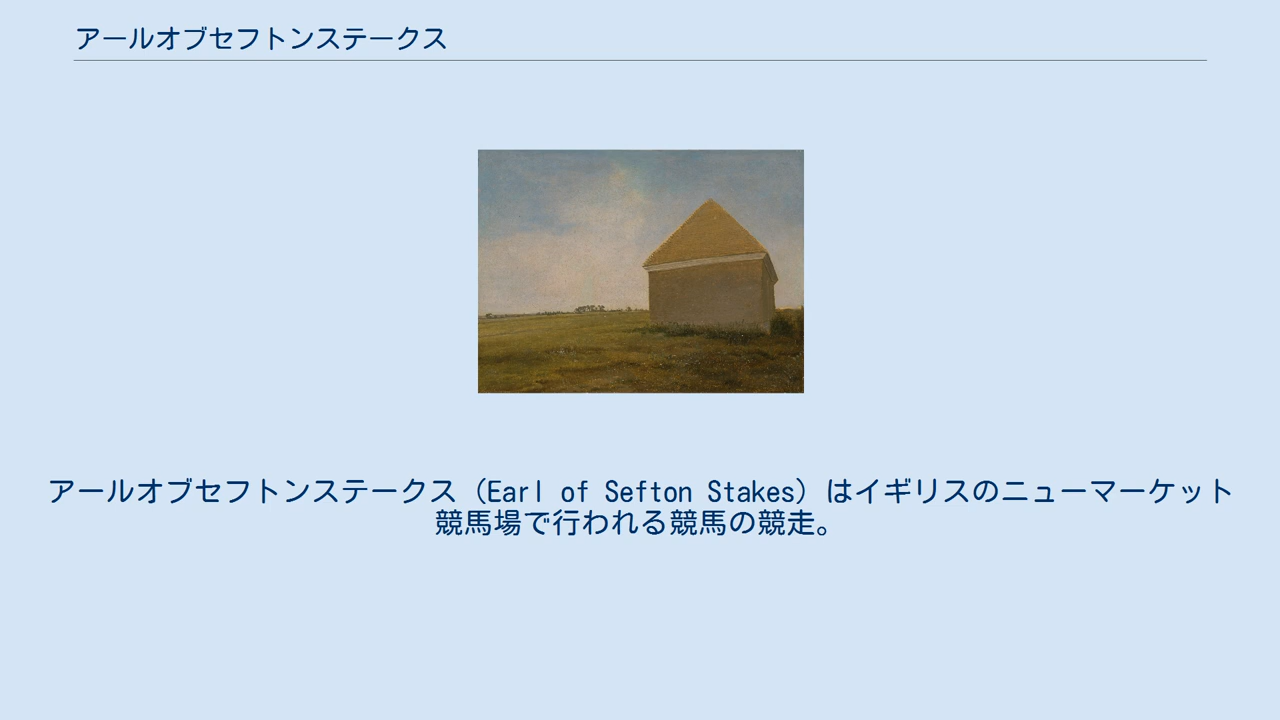 アールオブセフトンステークス
アールオブセフトンステークス（Earl of Sefton Stakes）はイギリスのニューマーケット
競馬場で行われる競馬の競走。